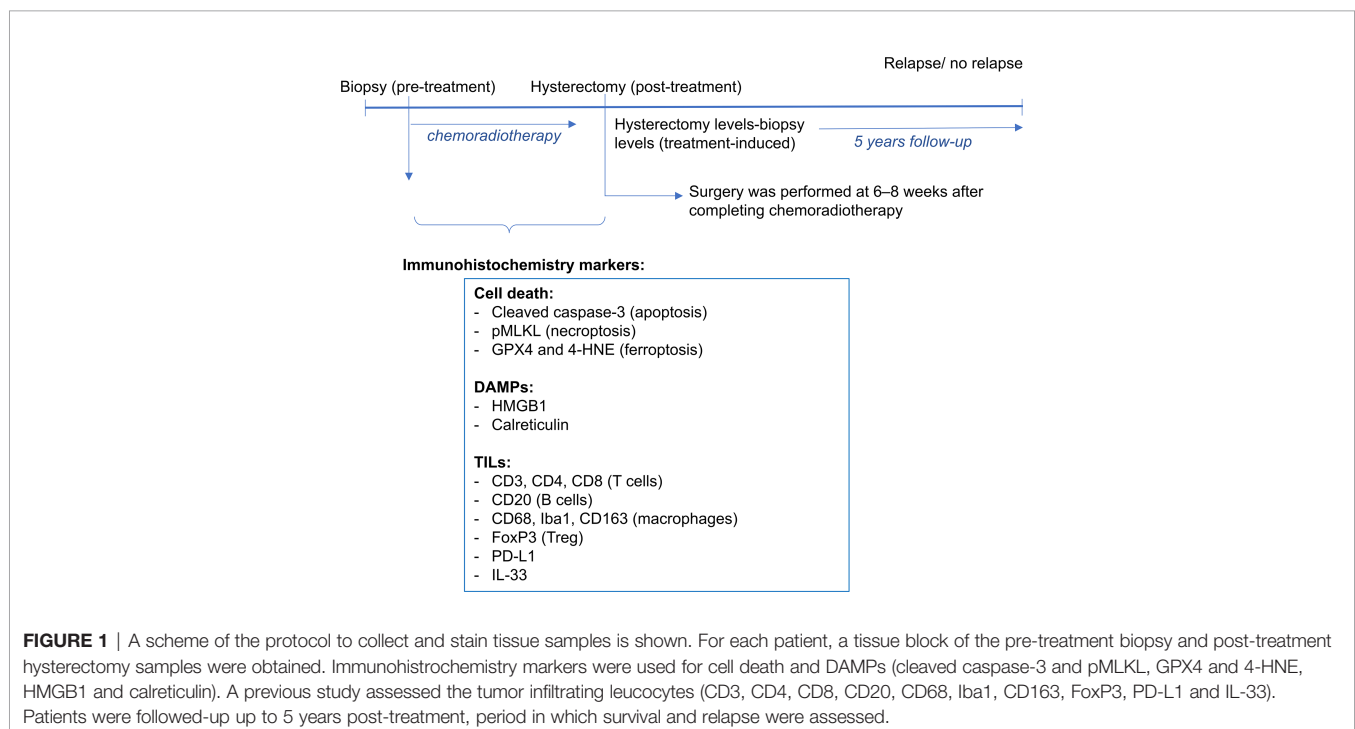 Relapse/ no relapse
Biopsy (pre-treatment)
Hysterectomy (post-treatment)
chemoradiotherapy
Hysterectomy levels-biopsy
levels (treatment-induced)
5 years follow-up
Surgery was performed at 6–8 weeks after
completing chemoradiotherapy
Immunohistochemistry markers:
Cell death:
- Cleaved caspase-3 (apoptosis)
- pMLKL (necroptosis)
- GPX4 and 4-HNE (ferroptosis)
DAMPs:
- HMGB1
- Calreticulin
TILs:
- CD3, CD4, CD8 (T cells)
- CD20 (B cells)
- CD68, Iba1, CD163 (macrophages)
- FoxP3 (Treg)
- PD-L1
- IL-33
FIGURE 1 | A scheme of the protocol to collect and stain tissue samples is shown. For each patient, a tissue block of the pre-treatment biopsy and post-treatment
hysterectomy samples were obtained. Immunohistrochemistry markers were used for cell death and DAMPs (cleaved caspase-3 and pMLKL, GPX4 and 4-HNE,
HMGB1 and calreticulin). A previous study assessed the tumor infiltrating leucocytes (CD3, CD4, CD8, CD20, CD68, Iba1, CD163, FoxP3, PD-L1 and IL-33).
Patients were followed-up up to 5 years post-treatment, period in which survival and relapse were assessed.